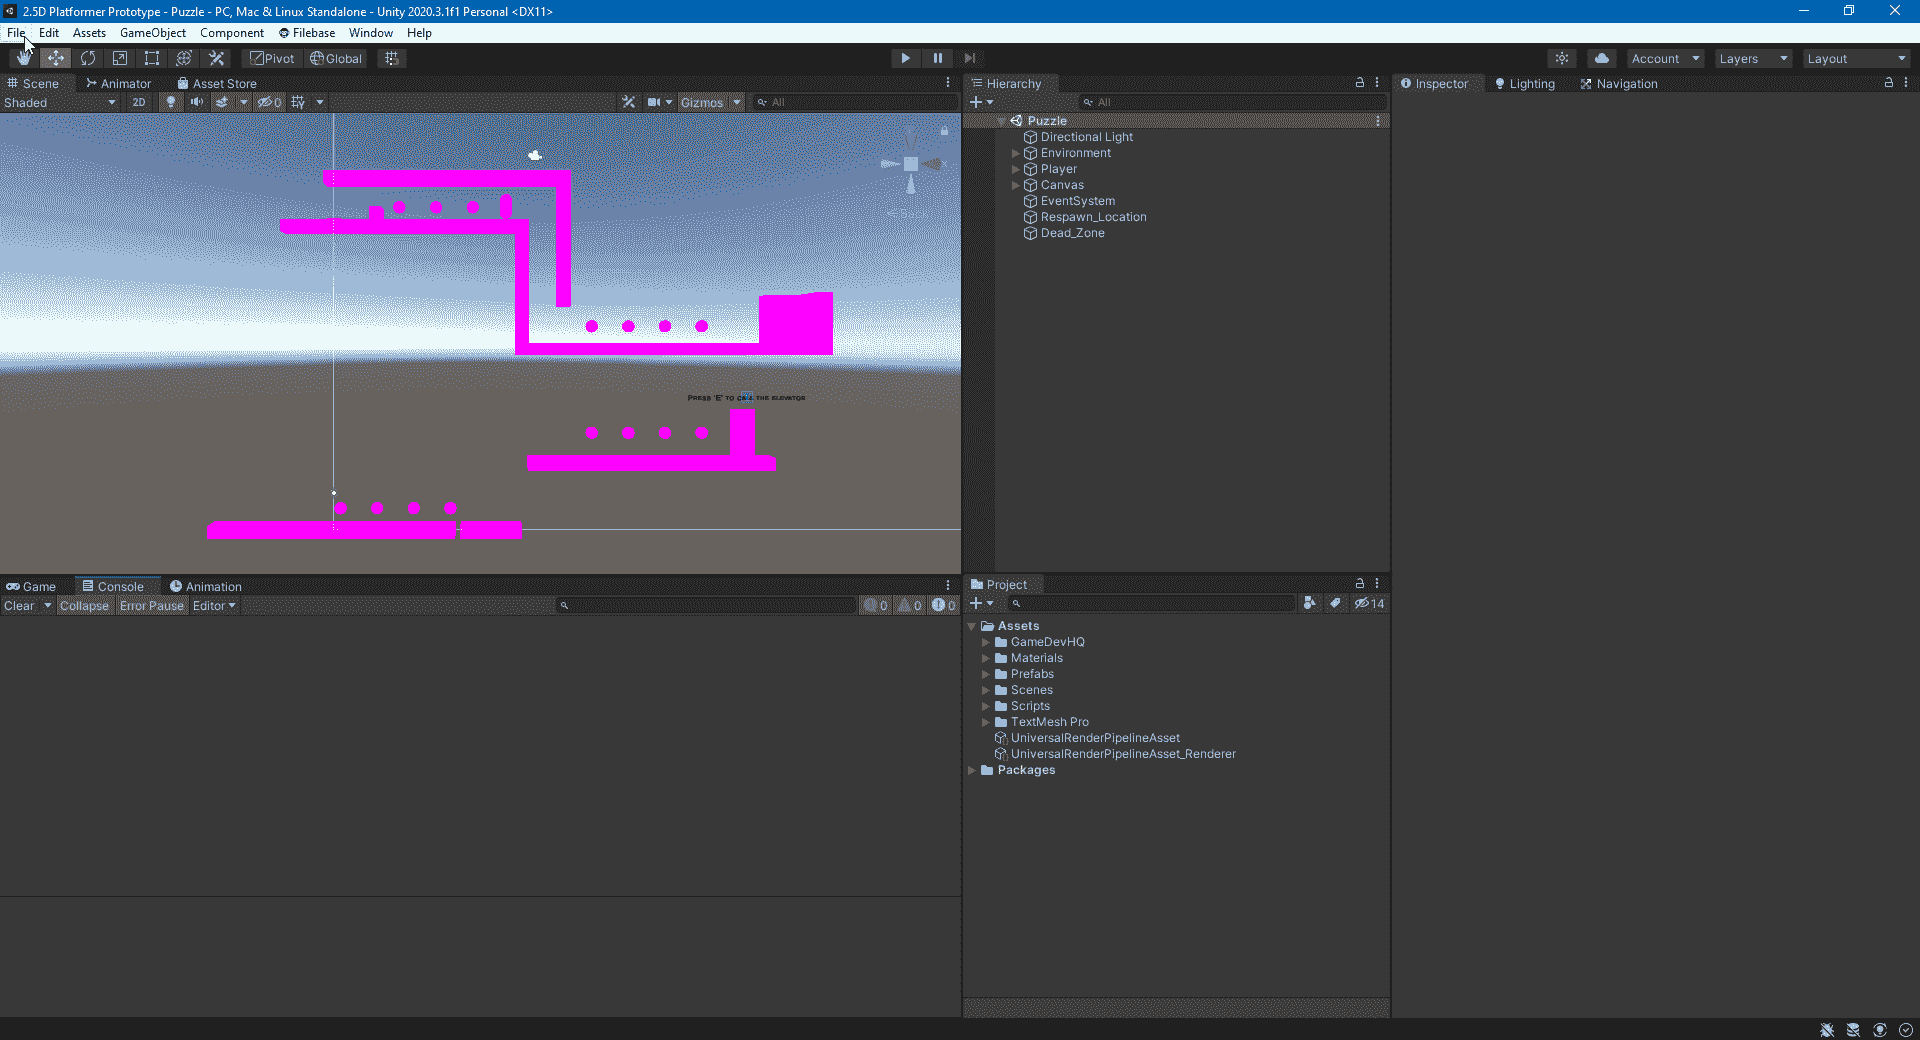 2.5D Platformer Prototype - Puzzle - PC, Mac & Linux Standalone - Unity 2020.3.1f1 Personal <DX11>
File Edit Assets GameObject Component Filebase Window Help
Pivot Global Account Layers Layout
Scene Animator Asset Store
Shaded 2D 0 Gizmos All
PRESS 'E' TO CALL THE ELEVATOR
Hierarchy
All
Puzzle
Directional Light
Environment
Player
Canvas
EventSystem
Respawn_Location
Dead_Zone
Inspector Lighting Navigation
Game Console Animation
Clear Collapse Error Pause Editor 0 0 0
Project
14
Assets
GameDevHQ
Materials
Prefabs
Scenes
Scripts
TextMesh Pro
UniversalRenderPipelineAsset
UniversalRenderPipelineAsset_Renderer
Packages